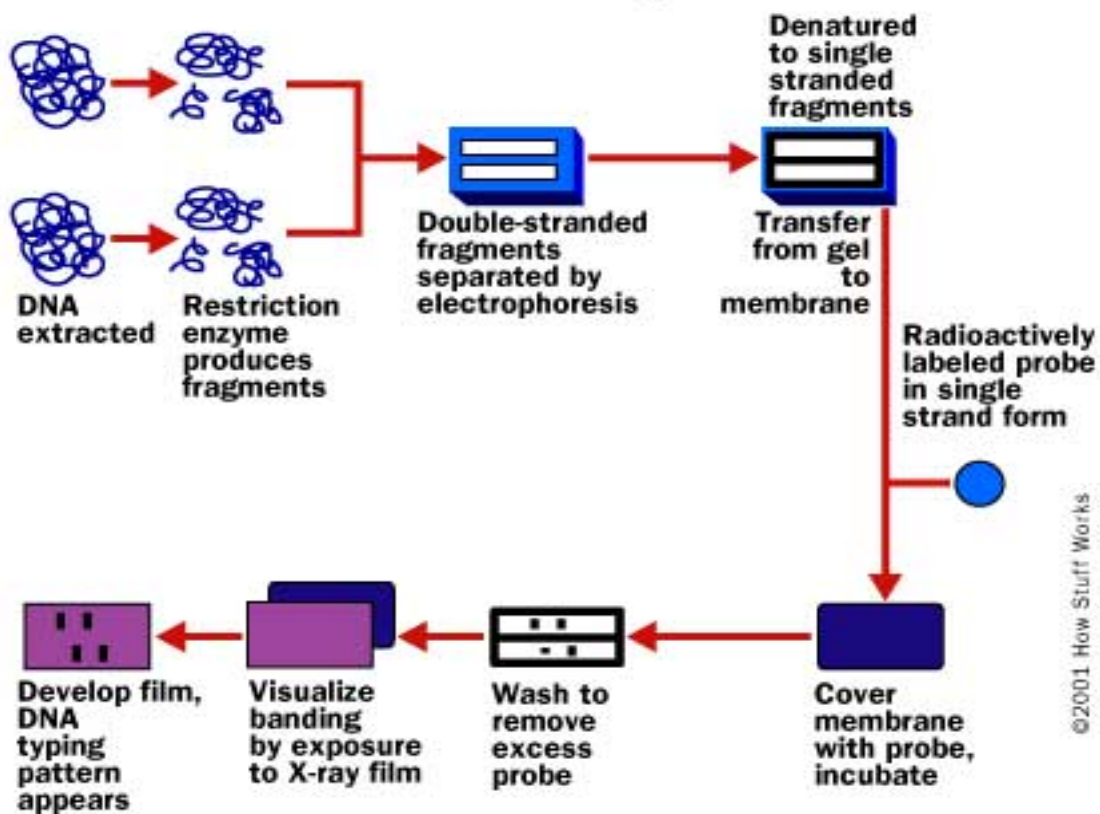 DNA
extracted
Restriction
enzyme
produces
fragments
Double-stranded
fragments
separated by
electrophoresis
Denatured
to single
stranded
fragments
Transfer
from gel
to
membrane
Radioactively
labeled probe
in single
strand form
Cover
membrane
with probe,
incubate
Wash to
remove
excess
probe
Visualize
banding
by exposure
to X-ray film
Develop film,
DNA
typing
pattern
appears
©2001 How Stuff Works